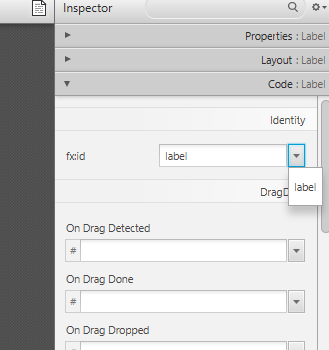 Inspector
Properties : Label
Layout : Label
Code : Label
Identity
fx:id
label
label
On Drag Detected
#
On Drag Done
#
On Drag Dropped
#